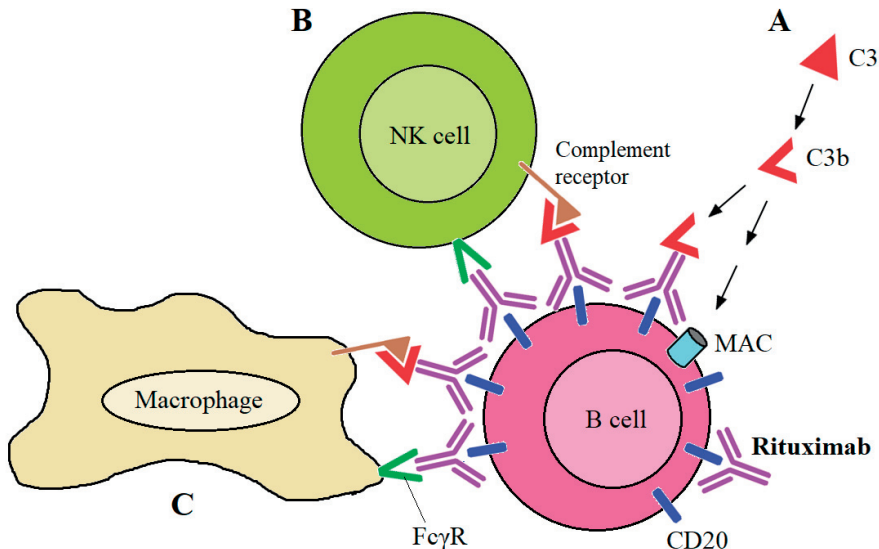 B
A
C3
NK cell
Complement
receptor
C3b
MAC
Macrophage
B cell
Rituximab
C
FcγR
CD20